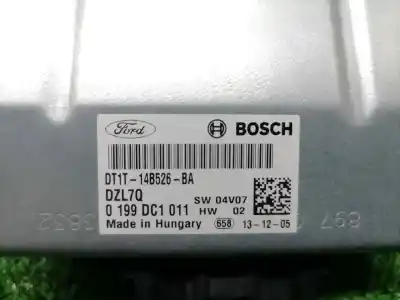 Ford BOSCH
DT1T-14B526-BA
DZL7Q SW 04V07
0 199 DC1 011 HW 02
Made in Hungary 658 13-12-05
897